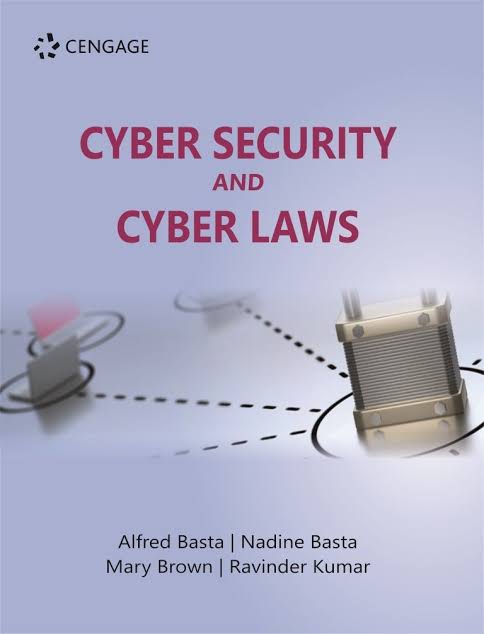 CENGAGE
CYBER SECURITY
AND
CYBER LAWS
Alfred Basta | Nadine Basta
Mary Brown | Ravinder Kumar